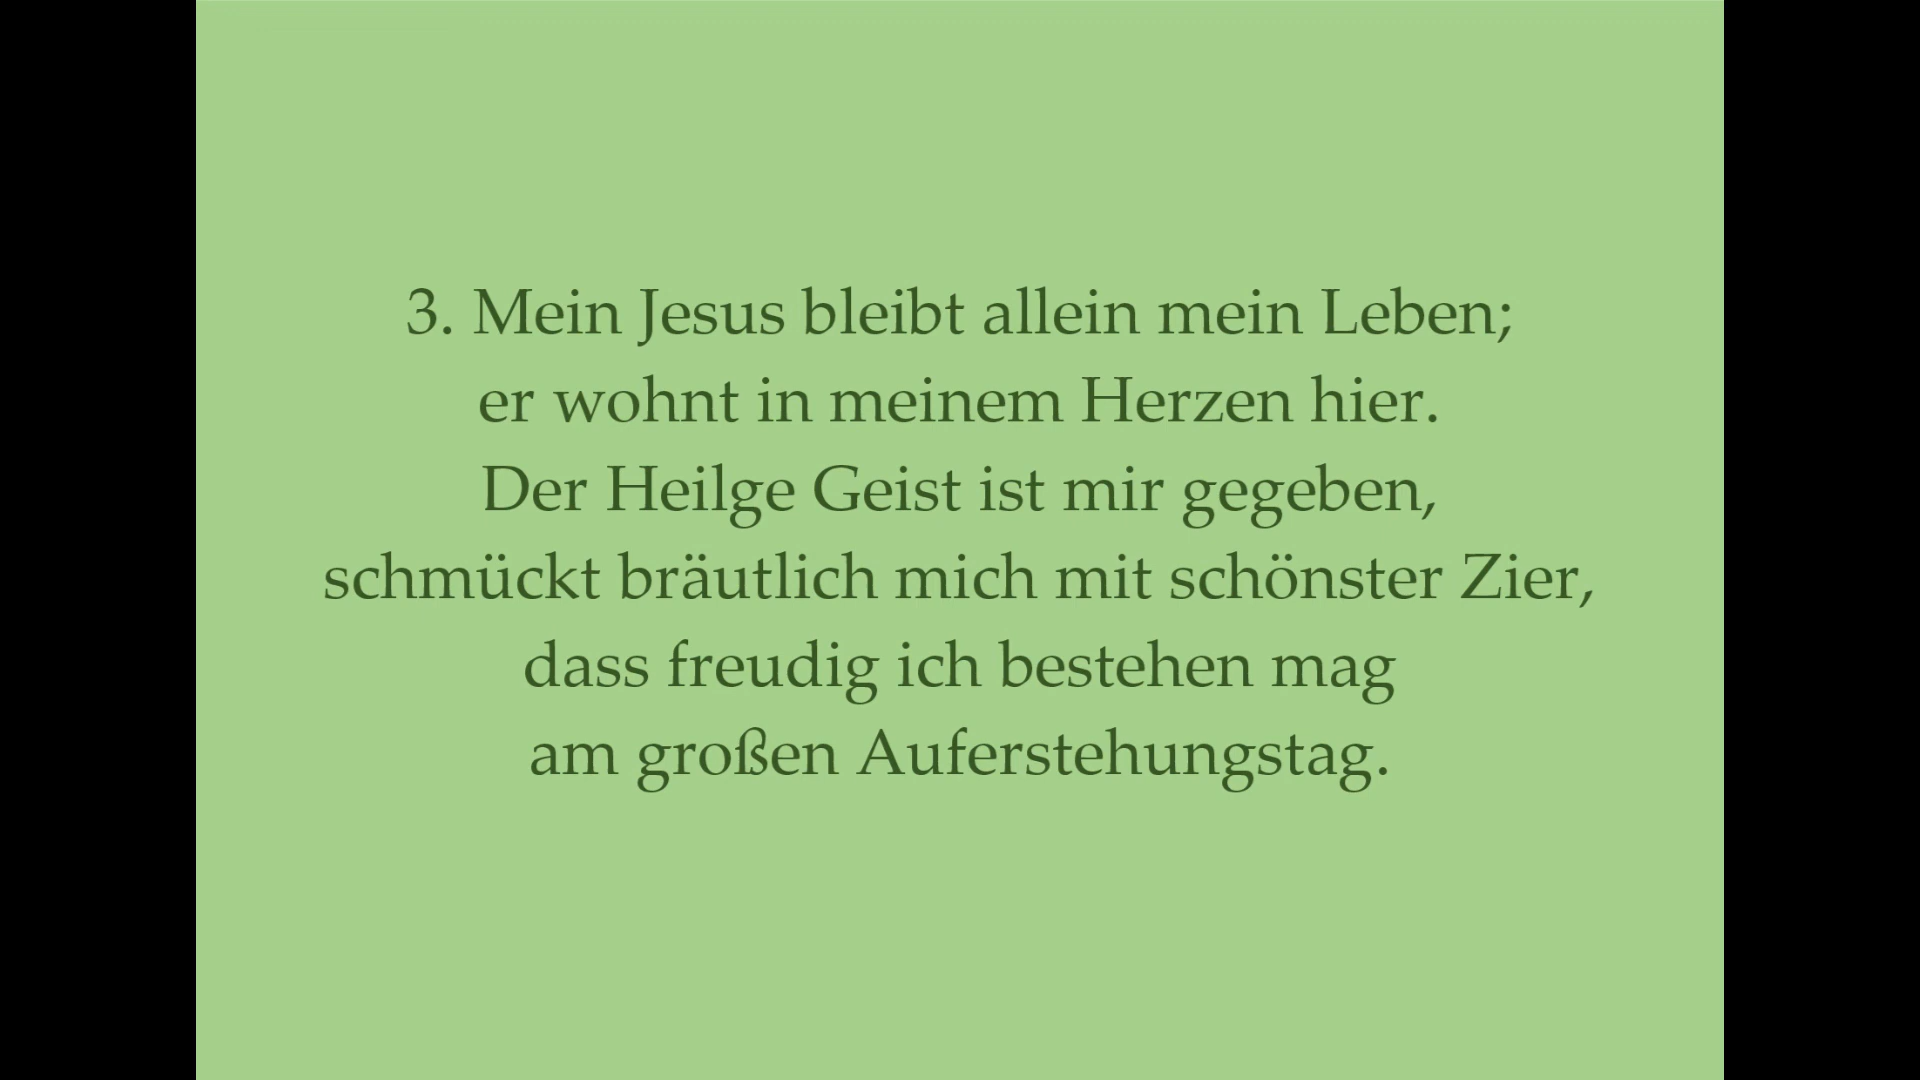 3. Mein Jesus bleibt allein mein Leben;
er wohnt in meinem Herzen hier.
Der Heilge Geist ist mir gegeben,
schmückt bräutlich mich mit schönster Zier,
dass freudig ich bestehen mag
am großen Auferstehungstag.